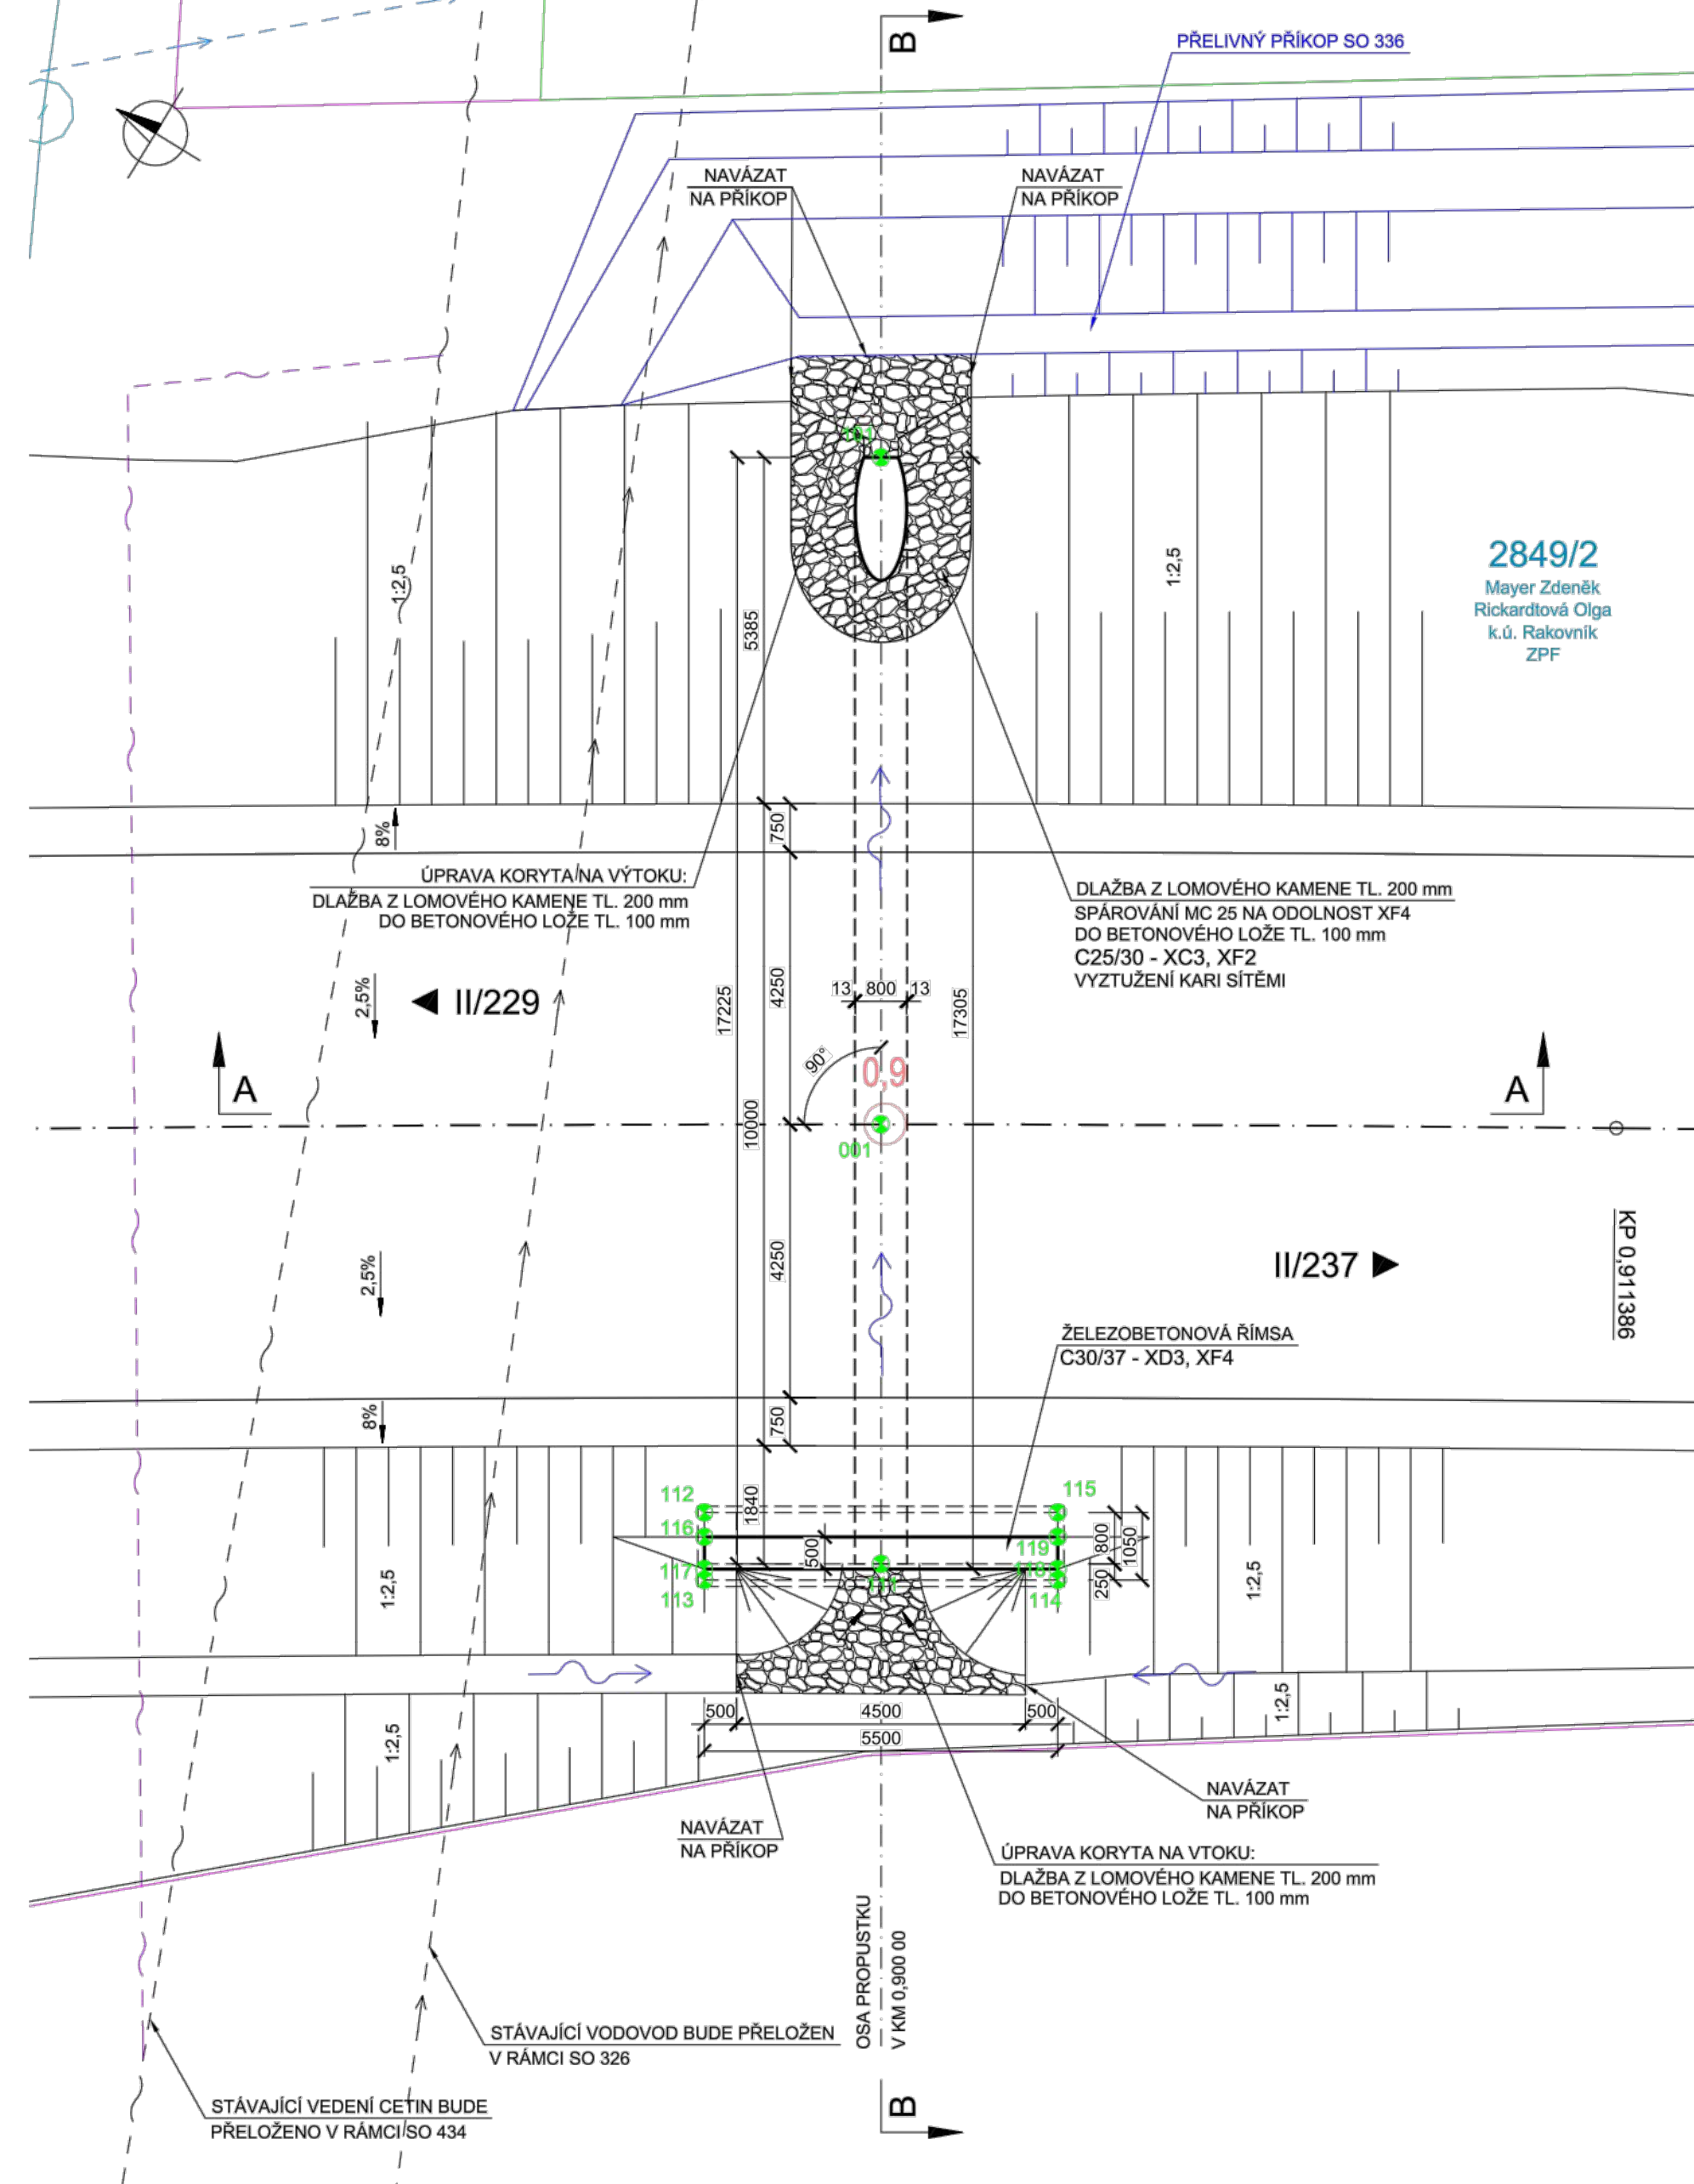 B
PŘELIVNÝ PŘÍKOP SO 336
NAVÁZAT
NA PŘÍKOP
NAVÁZAT
NA PŘÍKOP
101
1:2,5
1:2,5
2849/2
Mayer Zdeněk
Rickardtová Olga
k.ú. Rakovník
ZPF
5385
750
8%
ÚPRAVA KORYTA NA VÝTOKU:
DLAŽBA Z LOMOVÉHO KAMENE TL. 200 mm
DO BETONOVÉHO LOŽE TL. 100 mm
DLAŽBA Z LOMOVÉHO KAMENE TL. 200 mm
SPÁROVÁNÍ MC 25 NA ODOLNOST XF4
DO BETONOVÉHO LOŽE TL. 100 mm
C25/30 - XC3, XF2
VYZTUŽENÍ KARI SÍTĚMI
2,5%
II/229
17225
4250
13 800 13
17305
90°
0,9
A
A
10000
001
2,5%
4250
II/237
KP 0,911386
ŽELEZOBETONOVÁ ŘÍMSA
C30/37 - XD3, XF4
8%
750
112
115
1840
116
500
119
800
1050
117
118
111
113
114
250
1:2,5
1:2,5
500
4500
500
5500
1:2,5
1:2,5
NAVÁZAT
NA PŘÍKOP
NAVÁZAT
NA PŘÍKOP
ÚPRAVA KORYTA NA VTOKU:
DLAŽBA Z LOMOVÉHO KAMENE TL. 200 mm
DO BETONOVÉHO LOŽE TL. 100 mm
OSA PROPUSTKU
V KM 0,900 00
STÁVAJÍCÍ VODOVOD BUDE PŘELOŽEN
V RÁMCI SO 326
STÁVAJÍCÍ VEDENÍ CETIN BUDE
PŘELOŽENO V RÁMCI SO 434
B